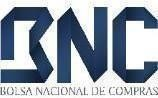 BNC
BOLSA NACIONAL DE COMPRAS